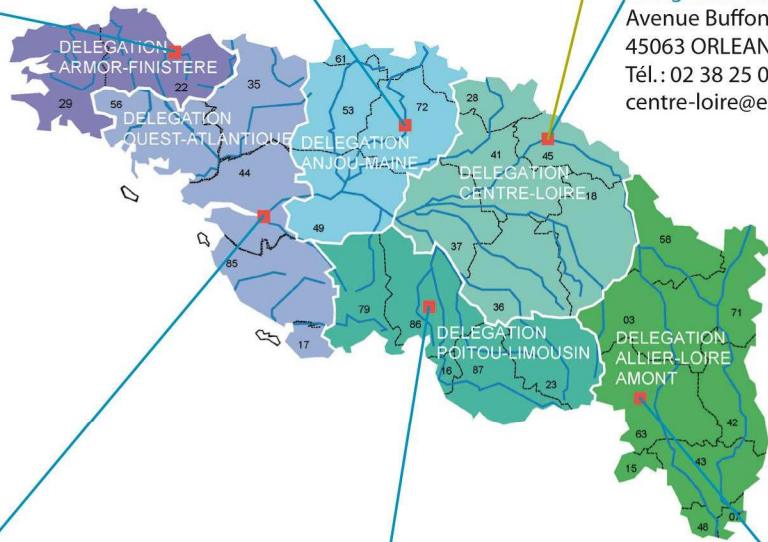 Avenue Buffon
45063 ORLEAN
Tél.: 02 38 25 0
centre-loire@e
DELEGATION
ARMOR-FINISTERE
29
22
56
35
DELEGATION
OUEST-ATLANTIQUE
44
85
17
61
53
72
DELEGATION
ANJOU-MAINE
49
28
41
45
18
DELEGATION
CENTRE-LOIRE
37
36
79
86
DELEGATION
POITOU-LIMOUSIN
16
87
23
58
03
71
DELEGATION
ALLIER-LOIRE
AMONT
63
42
15
43
48
07